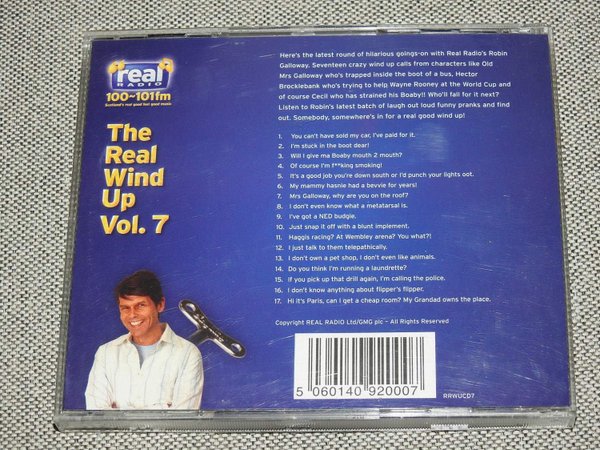 real
RADIO
100~101fm
Scotland's real good feel good music
The
Real
Wind
Up
Vol. 7
Here's the latest round of hilarious goings-on with Real Radio's Robin
Galloway. Seventeen crazy wind up calls from characters like Old
Mrs Galloway who's trapped inside the boot of a bus, Hector
Brocklebank who's trying to help Wayne Rooney at the World Cup and
of course Cecil who has strained his Boaby!! Who'll fall for it next?
Listen to Robin's latest batch of laugh out loud funny pranks and find
out. Somebody, somewhere's in for a real good wind up!
1. You can't have sold my car, I've paid for it.
2. I'm stuck in the boot dear!
3. Will I give ma Boaby mouth 2 mouth?
4. Of course I'm f**king smoking!
5. It's a good job you're down south or I'd punch your lights oot.
6. My mammy hasnie had a bevvie for years!
7. Mrs Galloway, why are you on the roof?
8. I don't even know what a metatarsal is.
9. I've got a NED budgie.
10. Just snap it off with a blunt implement.
11. Haggis racing? At Wembley arena? You what?!
12. I just talk to them telepathically.
13. I don't own a pet shop, I don't even like animals.
14. Do you think I'm running a laundrette?
15. If you pick up that drill again, I'm calling the police.
16. I don't know anything about flipper's flipper.
17. Hi it's Paris, can I get a cheap room? My Grandad owns the place.
Copyright REAL RADIO Ltd/GMG plc – All Rights Reserved
5 060140 920007
RRWUCD7